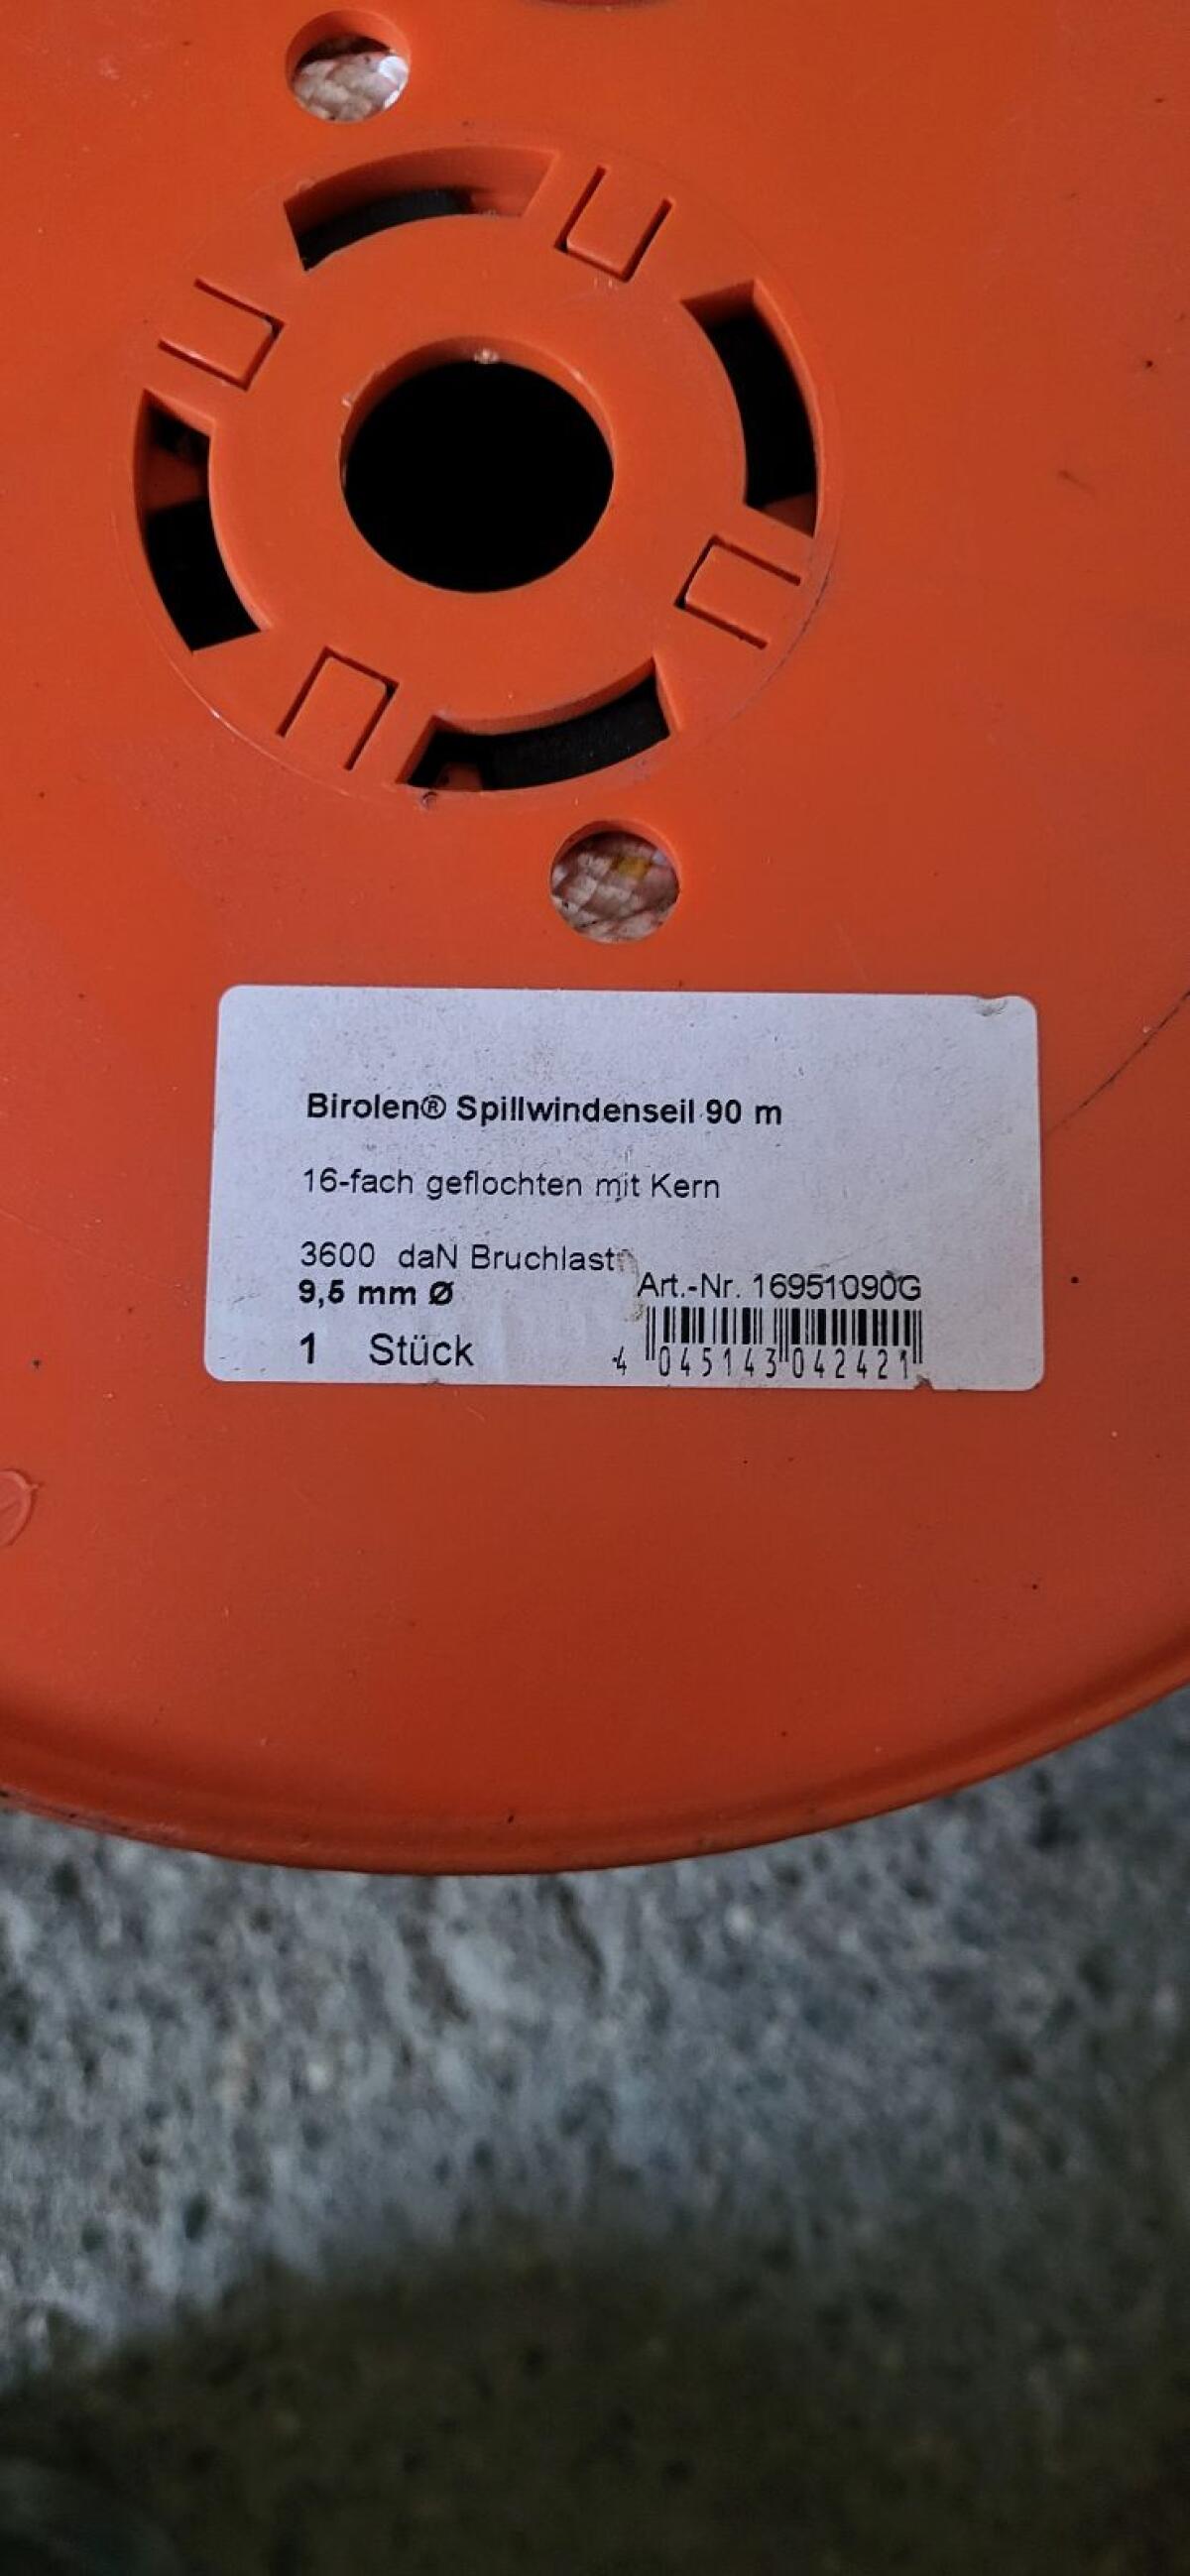 Birolen® Spillwindenseil 90 m
16-fach geflochten mit Kern
3600 daN Bruchlast
9,5 mm Ø
Art.-Nr. 16951090G
1 Stück
4 045143 042421